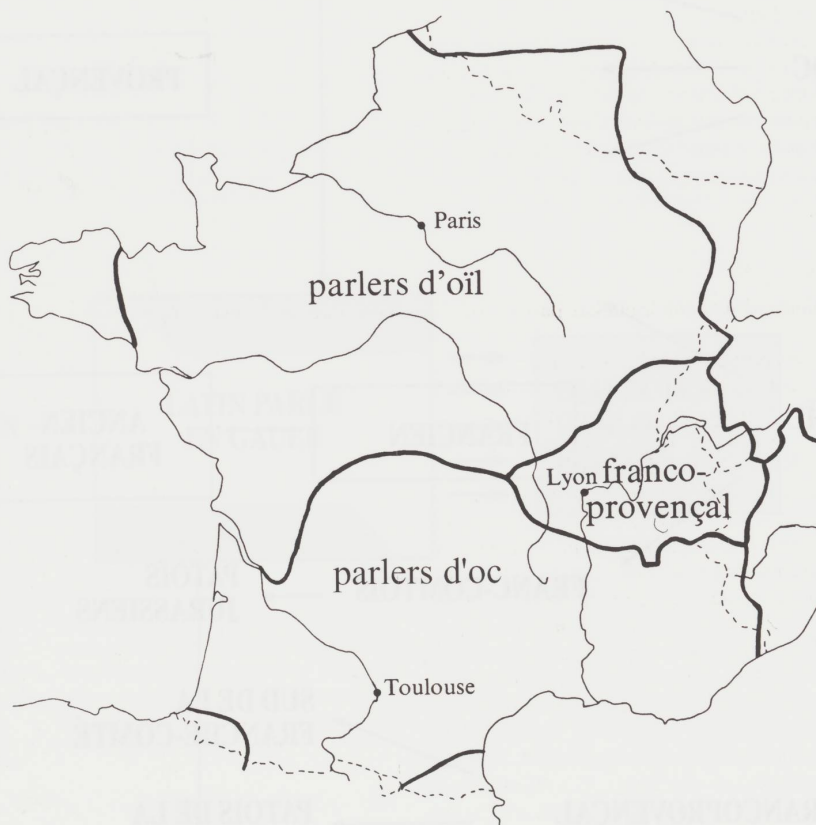 Paris
parlers d'oïl
Lyon franco-
provençal
parlers d'oc
Toulouse